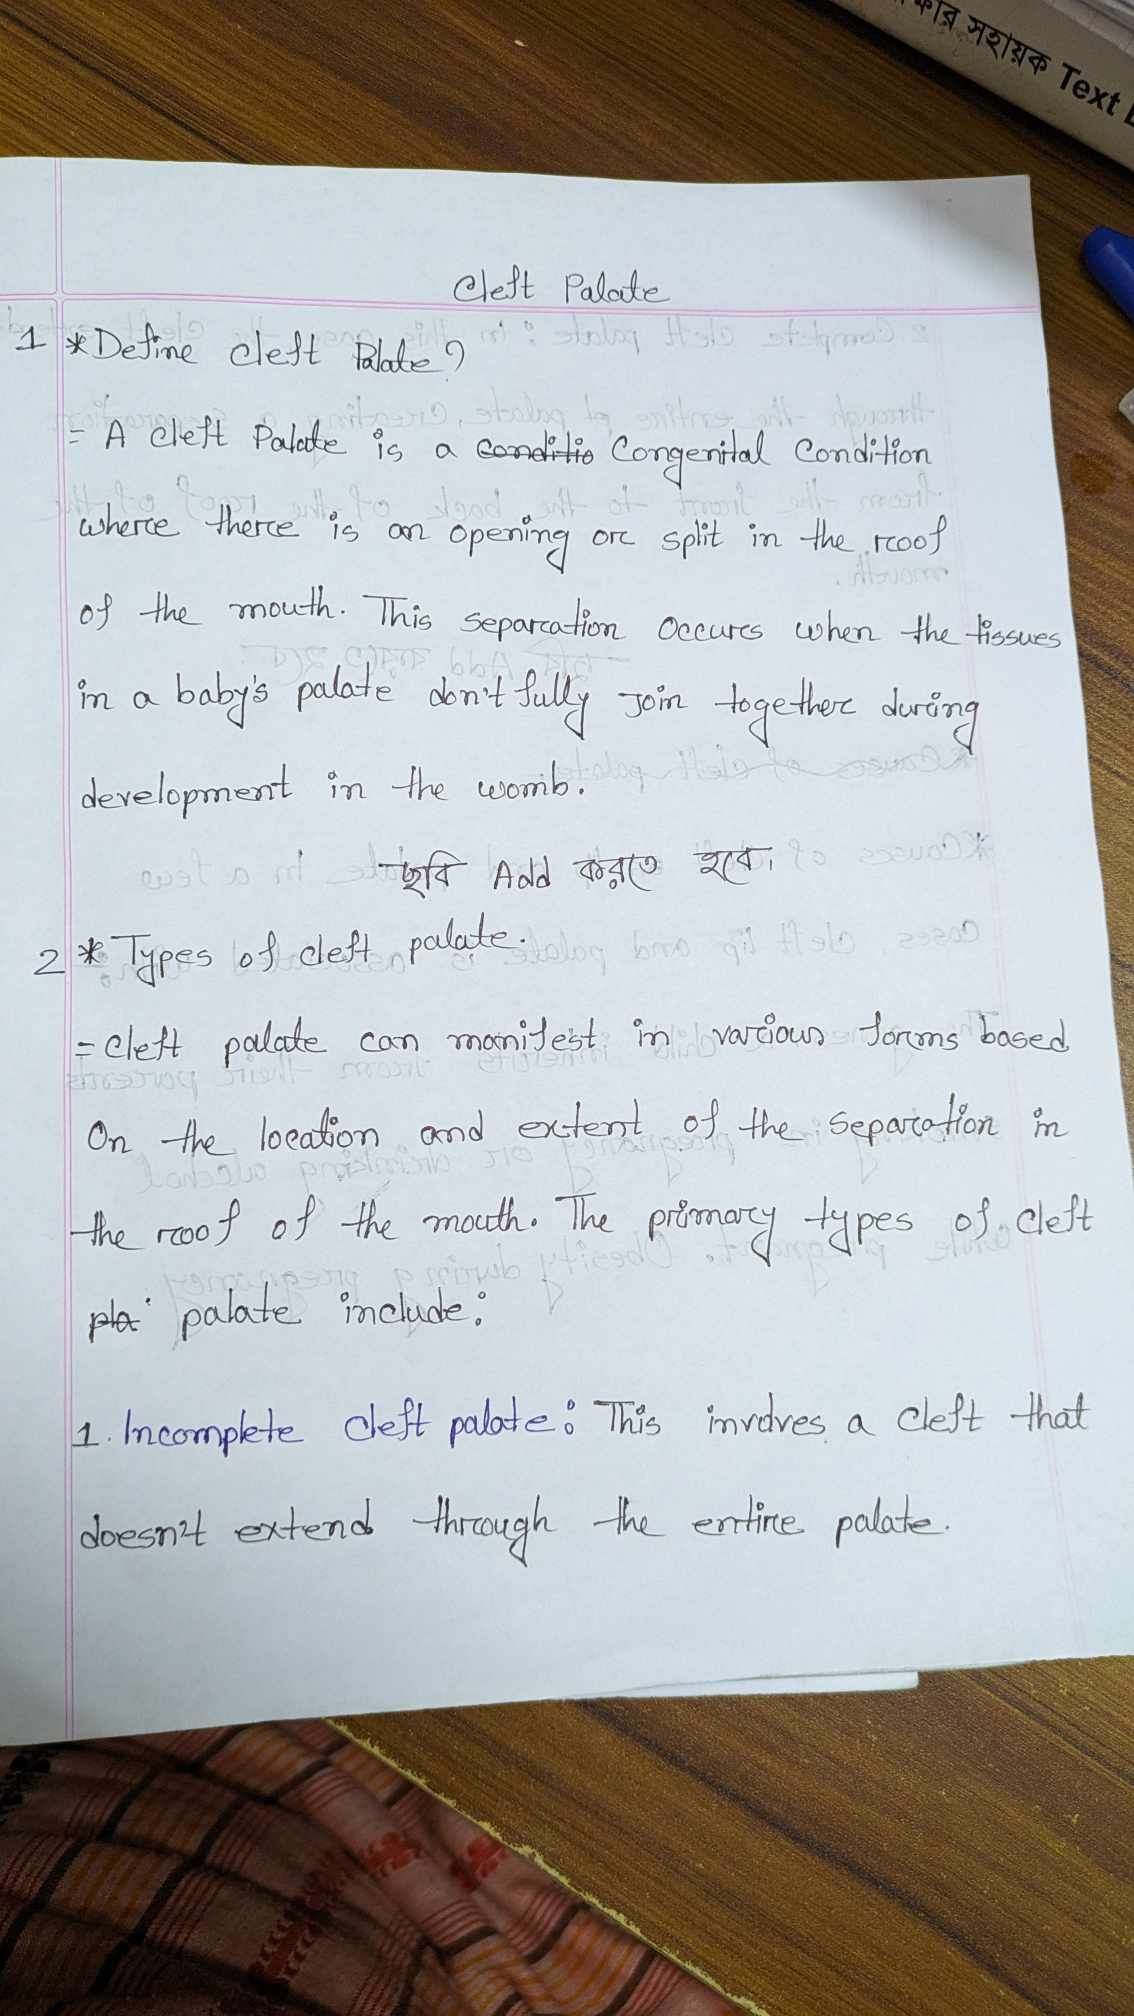 কার সহায়ক Text
Cleft Palate
1 * Define cleft Palate?
= A cleft Palate is a conditio Congenital Condition
where there is an opening or split in the roof
of the mouth. This separation occurs when the tissues
in a baby's palate don't fully Join together during
development in the womb.
ছবি Add করতে হবে।
2 * Types of cleft palate.
= cleft palate can manifest in various forms based
On the location and extent of the separation in
the roof of the mouth. The primary types of cleft
pla palate include:
1. Incomplete cleft palate: This involves a cleft that
doesn't extend through the entire palate.